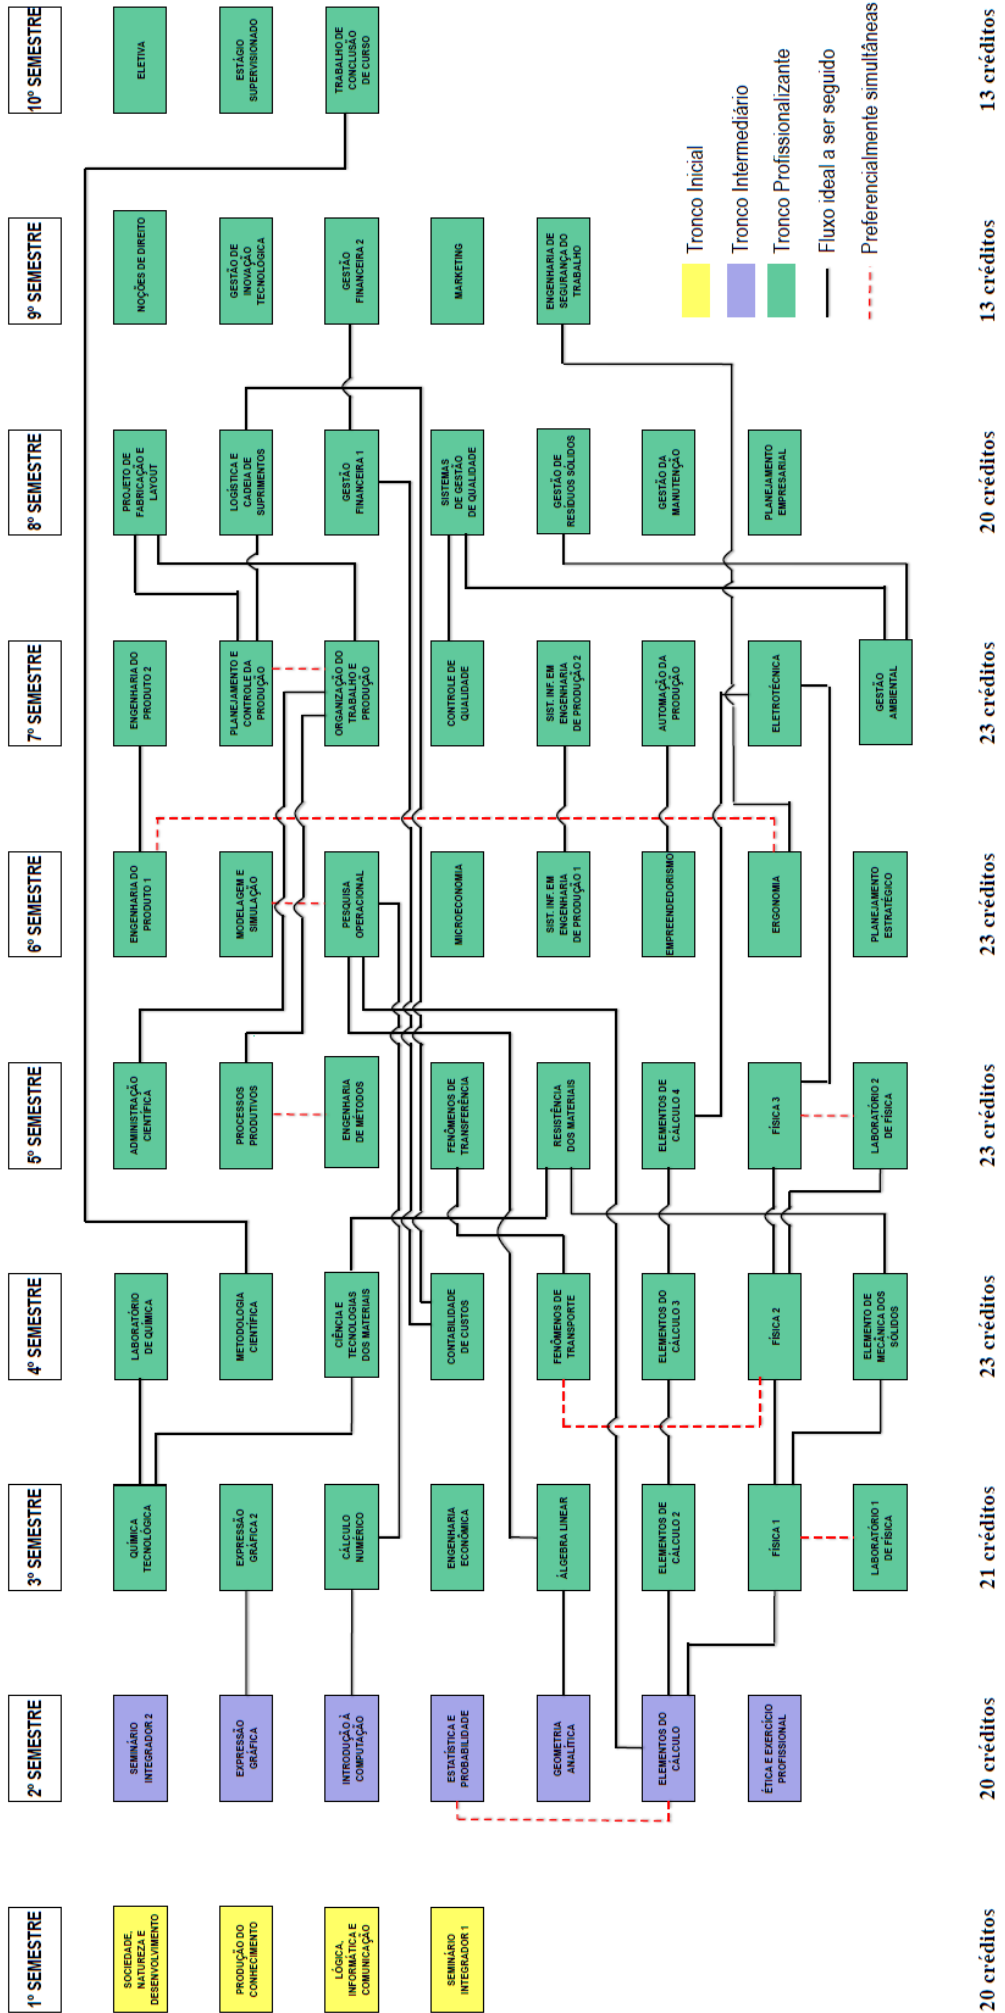 1º SEMESTRE
SOCIEDADE,
NATUREZA E
DESENVOLVIMENTO
PRODUÇÃO DO
CONHECIMENTO
LÓGICA,
INFORMÁTICA E
COMUNICAÇÃO
SEMINÁRIO
INTEGRADOR 1
20 créditos
2º SEMESTRE
SEMINÁRIO
INTEGRADOR 2
EXPRESSÃO
GRÁFICA
INTRODUÇÃO À
COMPUTAÇÃO
ESTATÍSTICA E
PROBABILIDADE
GEOMETRIA
ANALÍTICA
ELEMENTOS DO
CÁLCULO
ÉTICA E EXERCÍCIO
PROFISSIONAL
20 créditos
3º SEMESTRE
QUÍMICA
TECNOLÓGICA
EXPRESSÃO
GRÁFICA 2
CÁLCULO
NUMÉRICO
ENGENHARIA
ECONÔMICA
ÁLGEBRA LINEAR
ELEMENTOS DE
CÁLCULO 2
FÍSICA 1
LABORATÓRIO 1
DE FÍSICA
21 créditos
4º SEMESTRE
LABORATÓRIO
DE QUÍMICA
METODOLOGIA
CIENTÍFICA
CIÊNCIA E
TECNOLOGIAS
DOS MATERIAIS
CONTABILIDADE
DE CUSTOS
FENÔMENOS DE
TRANSPORTE
ELEMENTOS DO
CÁLCULO 3
FÍSICA 2
ELEMENTO DE
MECÂNICA DOS
SÓLIDOS
23 créditos
5º SEMESTRE
ADMINISTRAÇÃO
CIENTÍFICA
PROCESSOS
PRODUTIVOS
ENGENHARIA
DE MÉTODOS
FENÔMENOS DE
TRANSFERÊNCIA
RESISTÊNCIA
DOS MATERIAIS
ELEMENTOS DE
CÁLCULO 4
FÍSICA 3
LABORATÓRIO 2
DE FÍSICA
23 créditos
6º SEMESTRE
ENGENHARIA DO
PRODUTO 1
MODELAGEM E
SIMULAÇÃO
PESQUISA
OPERACIONAL
MICROECONOMIA
SIST. INF. EM
ENGENHARIA
DE PRODUÇÃO 1
EMPREENDEDORISMO
ERGONOMIA
PLANEJAMENTO
ESTRATÉGICO
23 créditos
7º SEMESTRE
ENGENHARIA DO
PRODUTO 2
PLANEJAMENTO E
CONTROLE DA
PRODUÇÃO
ORGANIZAÇÃO DO
TRABALHO E
PRODUÇÃO
CONTROLE DE
QUALIDADE
SIST. INF. EM
ENGENHARIA
DE PRODUÇÃO 2
AUTOMAÇÃO DA
PRODUÇÃO
ELETROTÉCNICA
GESTÃO
AMBIENTAL
23 créditos
8º SEMESTRE
PROJETO DE
FABRICAÇÃO E
LAYOUT
LOGÍSTICA E
CADEIA DE
SUPRIMENTOS
GESTÃO
FINANCEIRA 1
SISTEMAS
DE GESTÃO
DE QUALIDADE
GESTÃO DE
RESÍDUOS SÓLIDOS
GESTÃO DA
MANUTENÇÃO
PLANEJAMENTO
EMPRESARIAL
20 créditos
9º SEMESTRE
NOÇÕES DE DIREITO
GESTÃO DE
INOVAÇÃO
TECNOLÓGICA
GESTÃO
FINANCEIRA 2
MARKETING
ENGENHARIA DE
SEGURANÇA DO
TRABALHO
13 créditos
10º SEMESTRE
ELETIVA
ESTÁGIO
SUPERVISIONADO
TRABALHO DE
CONCLUSÃO
DE CURSO
13 créditos
Tronco Inicial
Tronco Intermediário
Tronco Profissionalizante
Fluxo ideal a ser seguido
Preferencialmente simultâneas